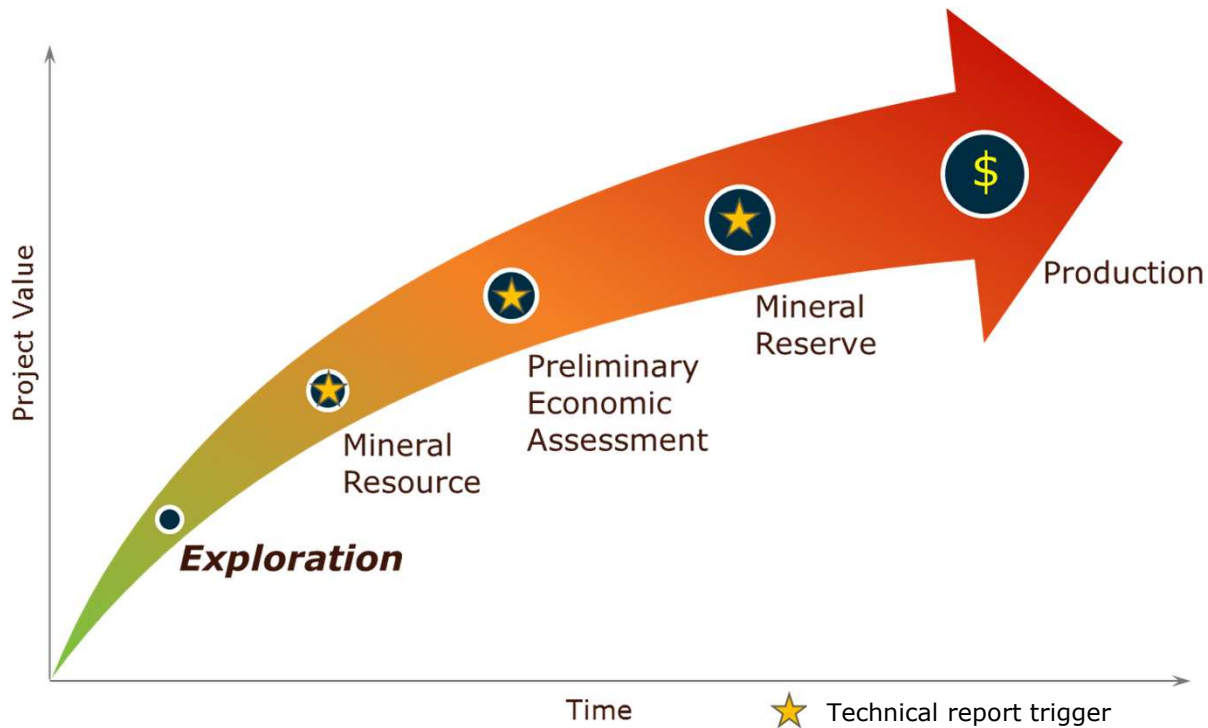 Project Value
$
Production
Mineral
Reserve
Preliminary
Economic
Assessment
Mineral
Resource
Exploration
Time
Technical report trigger